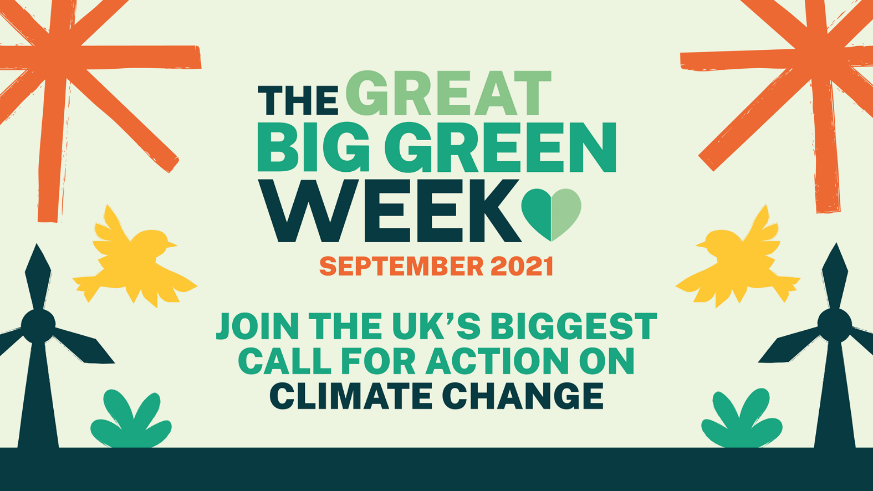 THE GREAT
BIG GREEN
WEEK
SEPTEMBER 2021
JOIN THE UK'S BIGGEST
CALL FOR ACTION ON
CLIMATE CHANGE